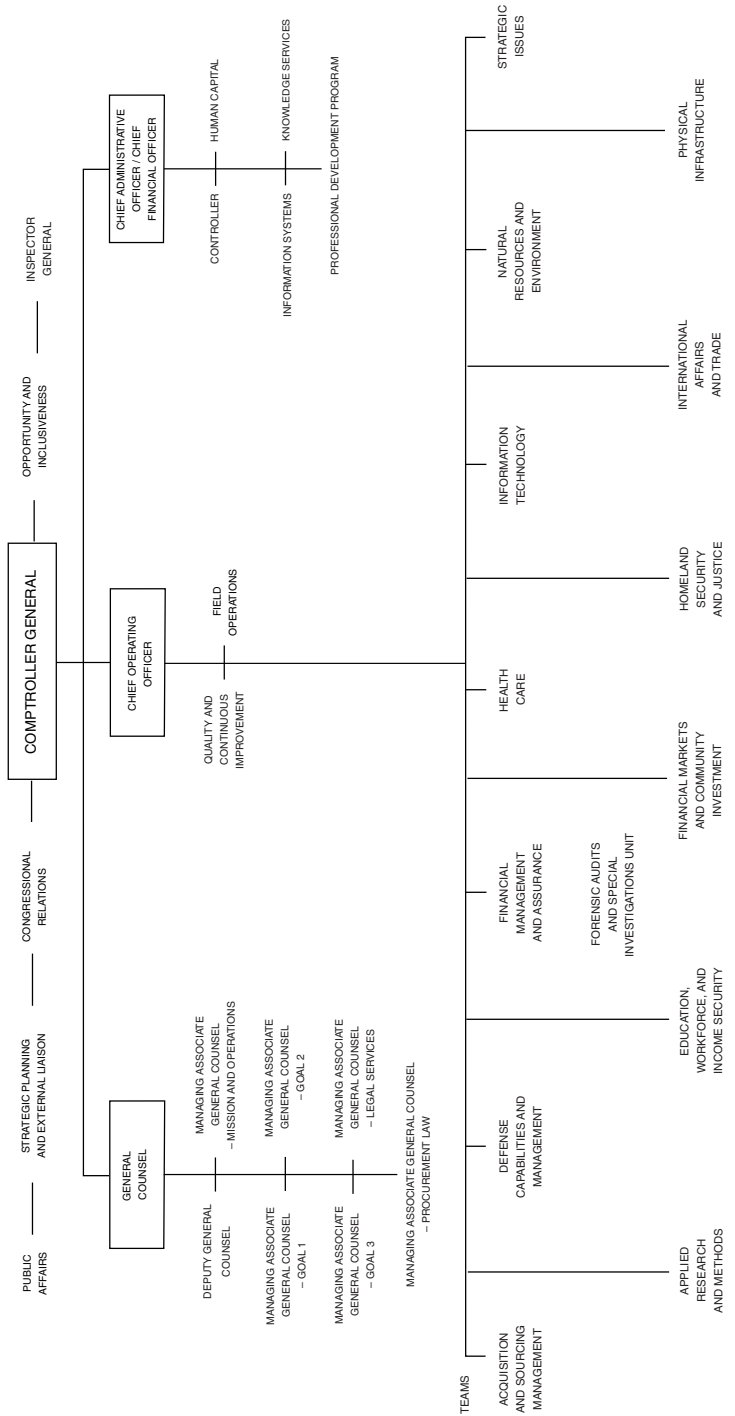 COMPTROLLER GENERAL
PUBLIC
AFFAIRS
STRATEGIC PLANNING
AND EXTERNAL LIAISON
CONGRESSIONAL
RELATIONS
OPPORTUNITY AND
INCLUSIVENESS
INSPECTOR
GENERAL
GENERAL
COUNSEL
CHIEF OPERATING
OFFICER
CHIEF ADMINISTRATIVE
OFFICER / CHIEF
FINANCIAL OFFICER
DEPUTY GENERAL
COUNSEL
MANAGING ASSOCIATE
GENERAL COUNSEL
– MISSION AND OPERATIONS
MANAGING ASSOCIATE
GENERAL COUNSEL
– GOAL 1
MANAGING ASSOCIATE
GENERAL COUNSEL
– GOAL 2
MANAGING ASSOCIATE
GENERAL COUNSEL
– GOAL 3
MANAGING ASSOCIATE
GENERAL COUNSEL
– LEGAL SERVICES
MANAGING ASSOCIATE GENERAL COUNSEL
– PROCUREMENT LAW
QUALITY AND
CONTINUOUS
IMPROVEMENT
FIELD
OPERATIONS
CONTROLLER
HUMAN CAPITAL
INFORMATION SYSTEMS
KNOWLEDGE SERVICES
PROFESSIONAL DEVELOPMENT PROGRAM
TEAMS
ACQUISITION
AND SOURCING
MANAGEMENT
DEFENSE
CAPABILITIES AND
MANAGEMENT
FINANCIAL
MANAGEMENT
AND ASSURANCE
FORENSIC AUDITS
AND SPECIAL
INVESTIGATIONS UNIT
HEALTH
CARE
INFORMATION
TECHNOLOGY
NATURAL
RESOURCES AND
ENVIRONMENT
STRATEGIC
ISSUES
APPLIED
RESEARCH
AND METHODS
EDUCATION,
WORKFORCE, AND
INCOME SECURITY
FINANCIAL MARKETS
AND COMMUNITY
INVESTMENT
HOMELAND
SECURITY
AND JUSTICE
INTERNATIONAL
AFFAIRS
AND TRADE
PHYSICAL
INFRASTRUCTURE